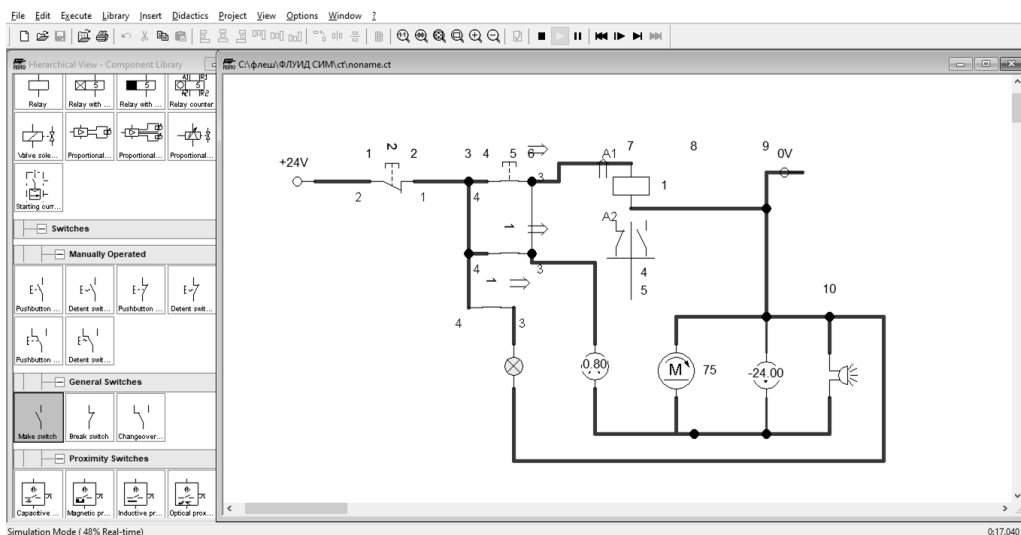 File Edit Execute Library Insert Didactics Project View Options Window ?
Hierarchical View - Component Library
C:\флеш\ФЛУИД СИМ\ct\noname.ct
Relay Relay with ... Relay with ... Relay counter
Valve sole... Proportional... Proportional... Proportional...
Starting curr...
Switches
Manually Operated
Pushbutton ... Detent swit... Pushbutton ... Detent swit...
Pushbutton ... Detent swit...
General Switches
Make switch Break switch Changeover...
Proximity Switches
Capacitive ... Magnetic pr... Inductive pr... Optical prox...
1 2 2 3 4 5 6 A1 7 8 9 0V
+24V
3
1
2 1 4
A2
1
4 3 4
1 5
10
4 3
0.80 M 75 -24.00
Simulation Mode ( 48% Real-time) 0:17.040